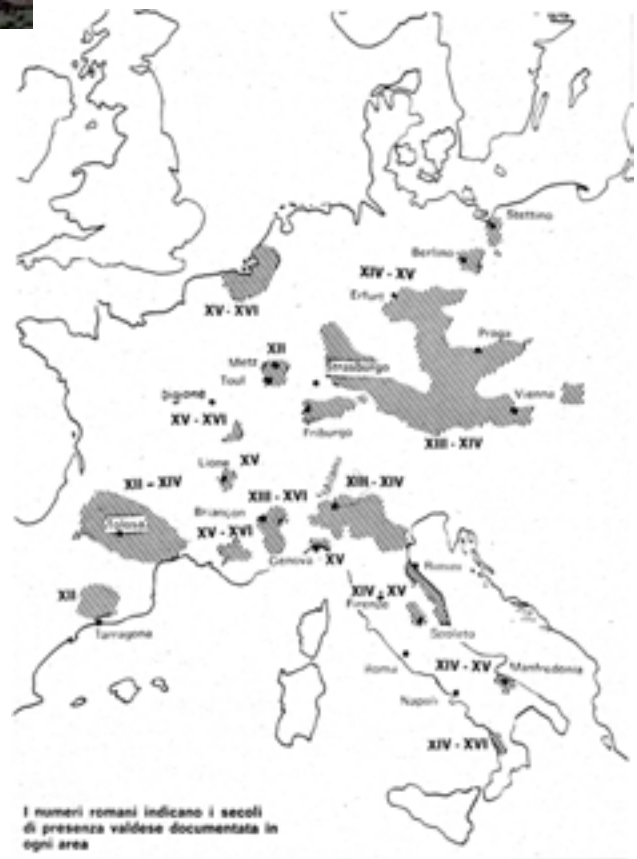 Stettino
Berlino
XIV - XV
Erfurt
XV - XVI
Praga
XII
Metz
Strasburgo
Toul
Digione
Vienna
XV - XVI
Friburgo
XIII - XIV
Lione XV
XII - XIV
XIII - XVI
XIII - XIV
Briançon
Tolosa
XV - XVI
Genova
XV
XII
XIV - XV
Firenze
Tarragona
Spoleto
Roma
XIV - XV
Manfredonia
Napoli
XIV - XVI
I numeri romani indicano i secoli
di presenza valdese documentata in
ogni area